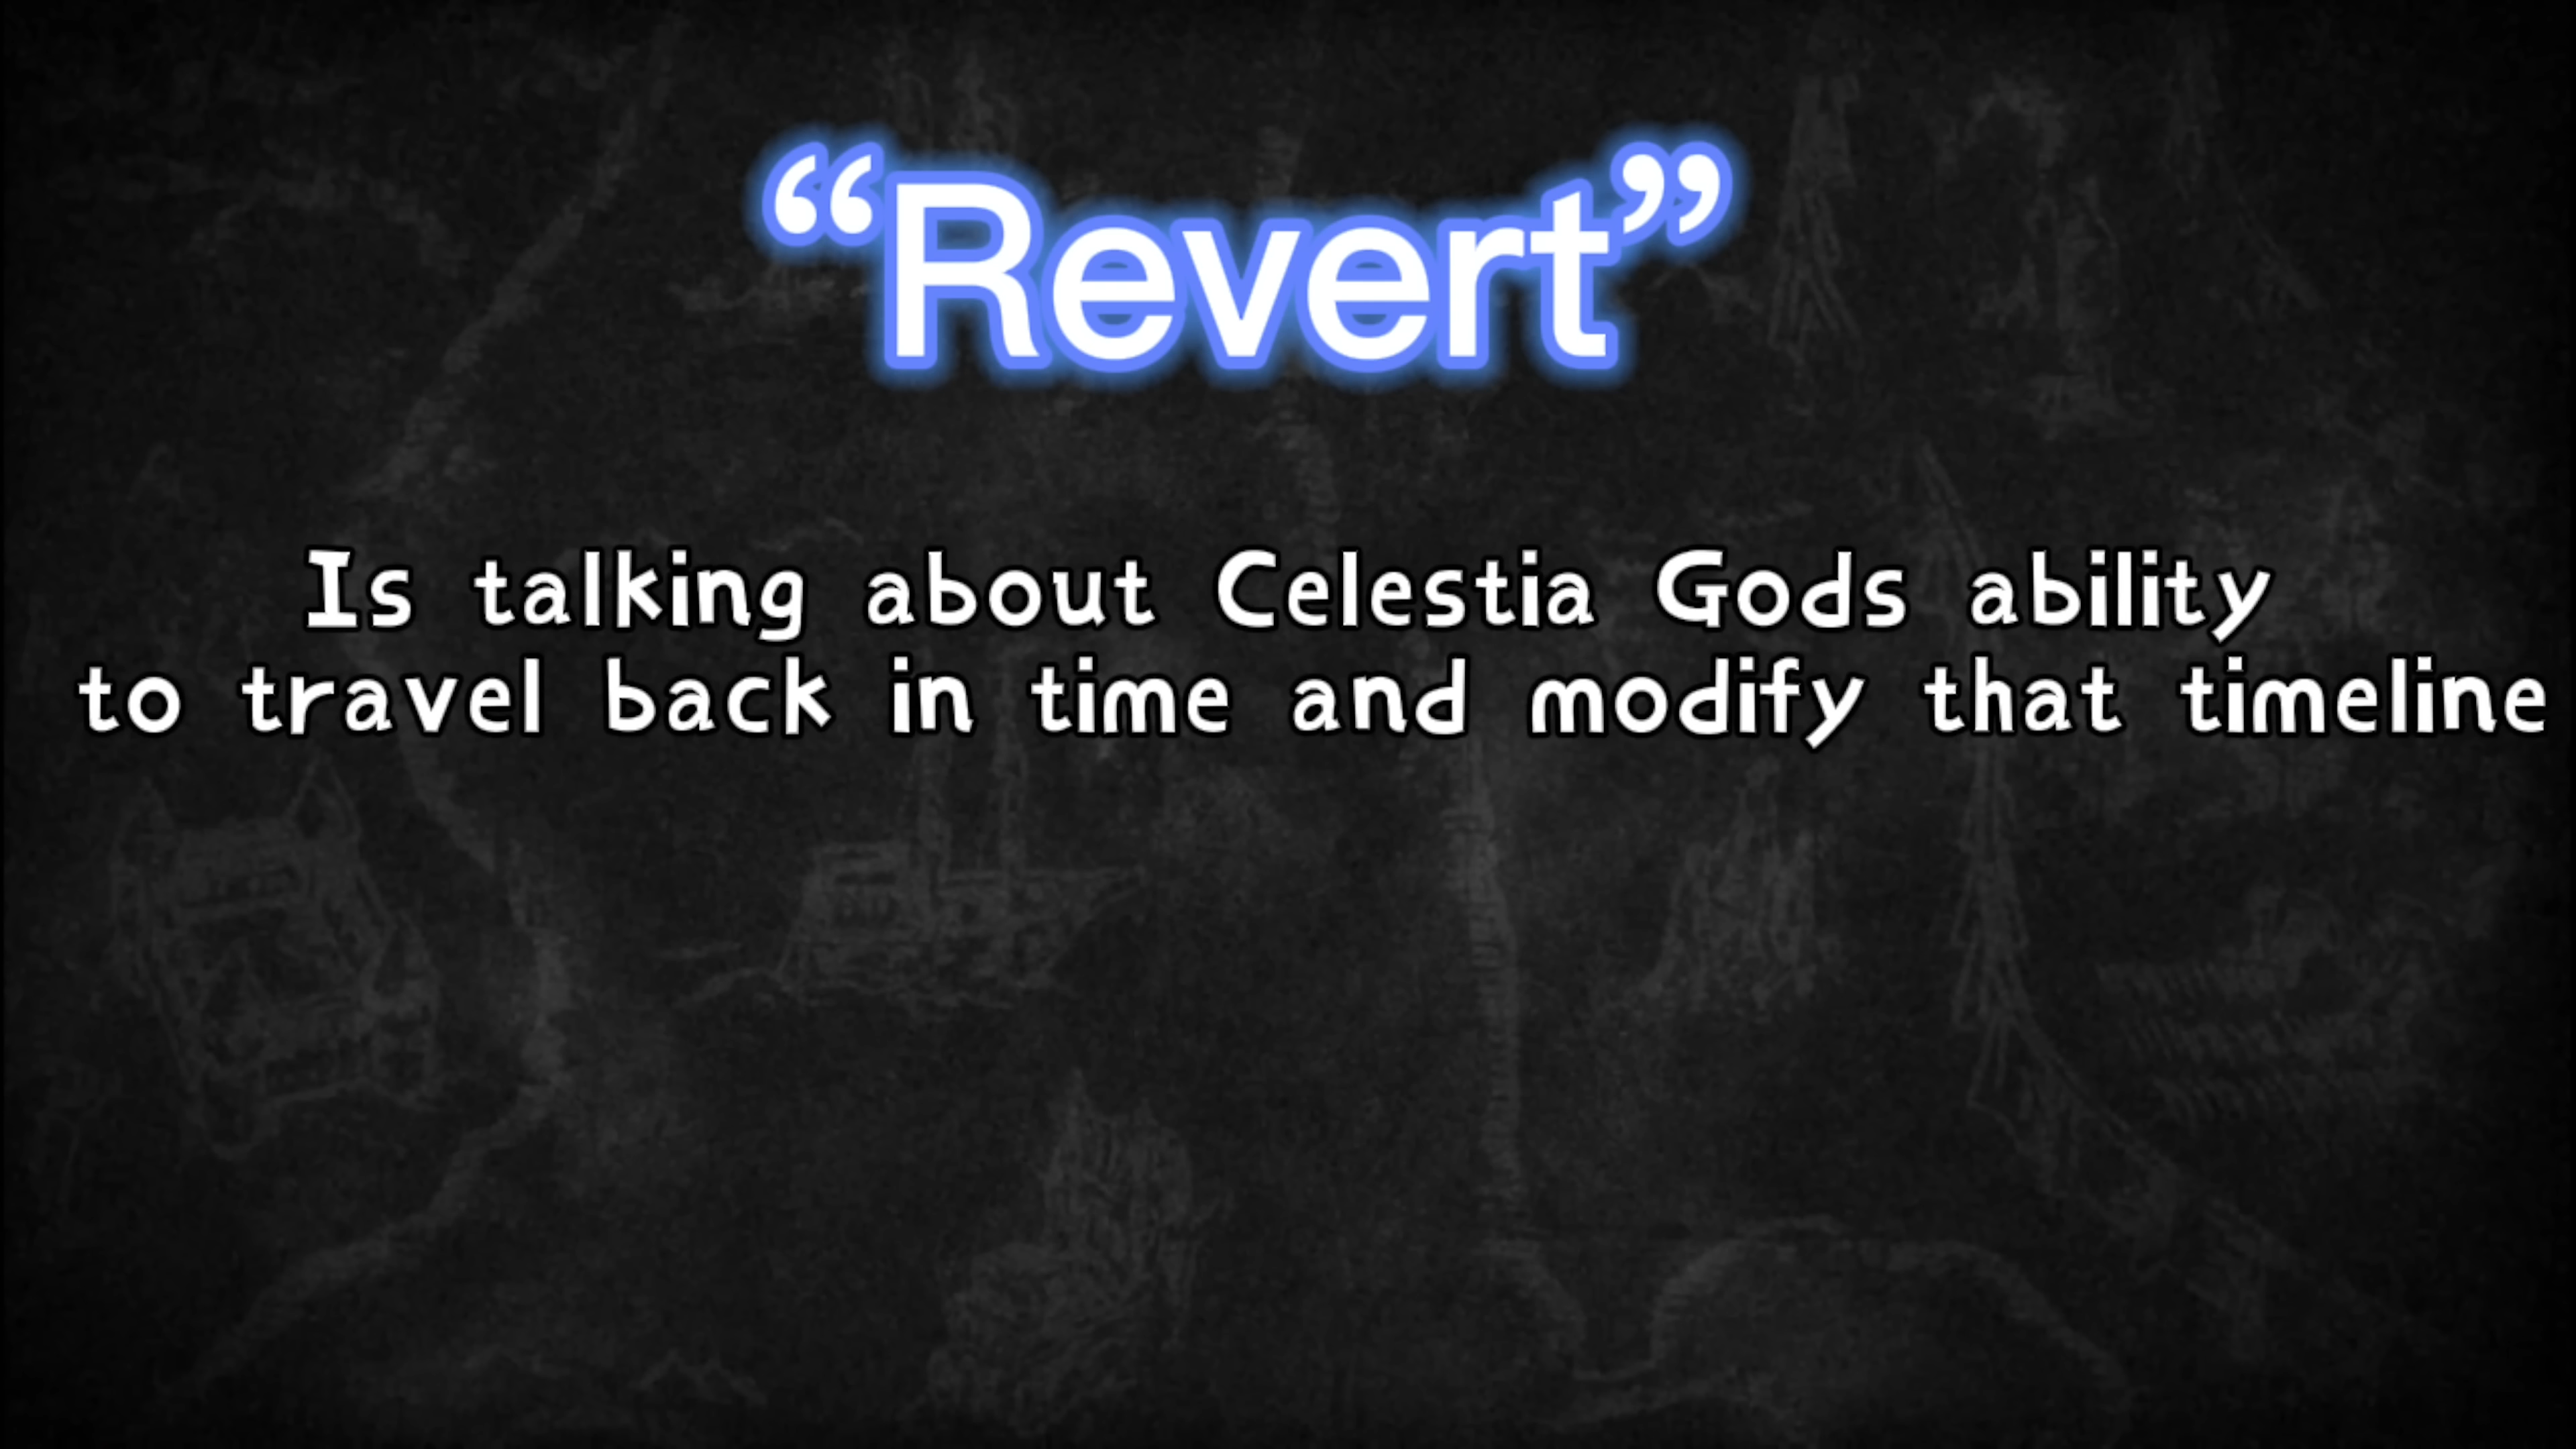 “Revert”
Is talking about Celestia Gods ability
to travel back in time and modify that timeline